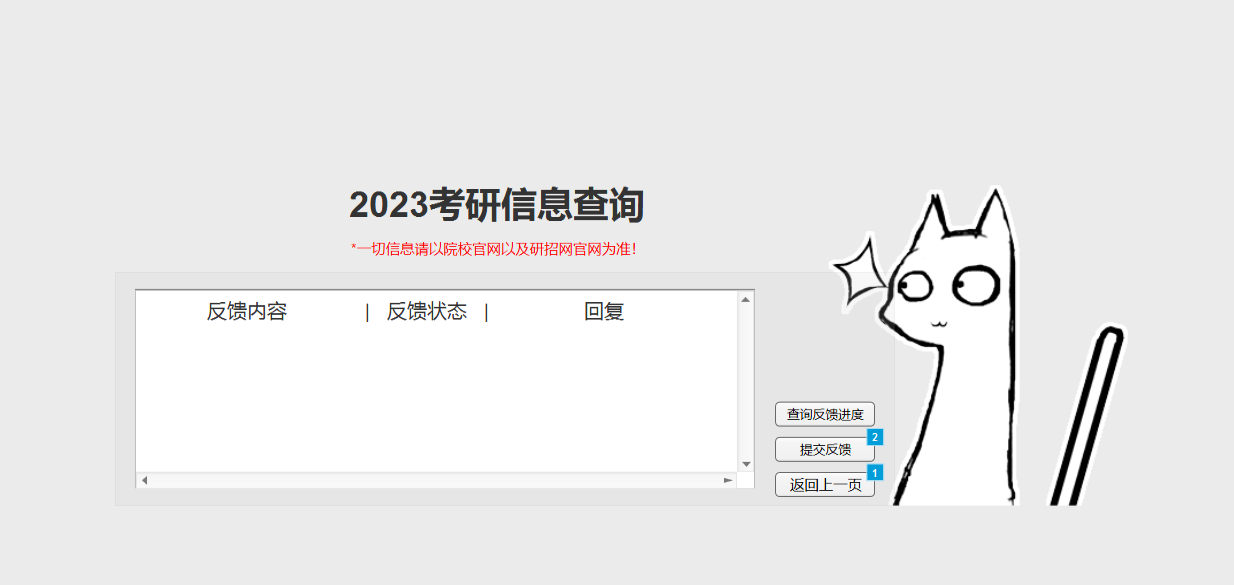 2023考研信息查询
*一切信息请以院校官网以及研招网官网为准！
反馈内容 | 反馈状态 | 回复
查询反馈进度
2
提交反馈
1
返回上一页